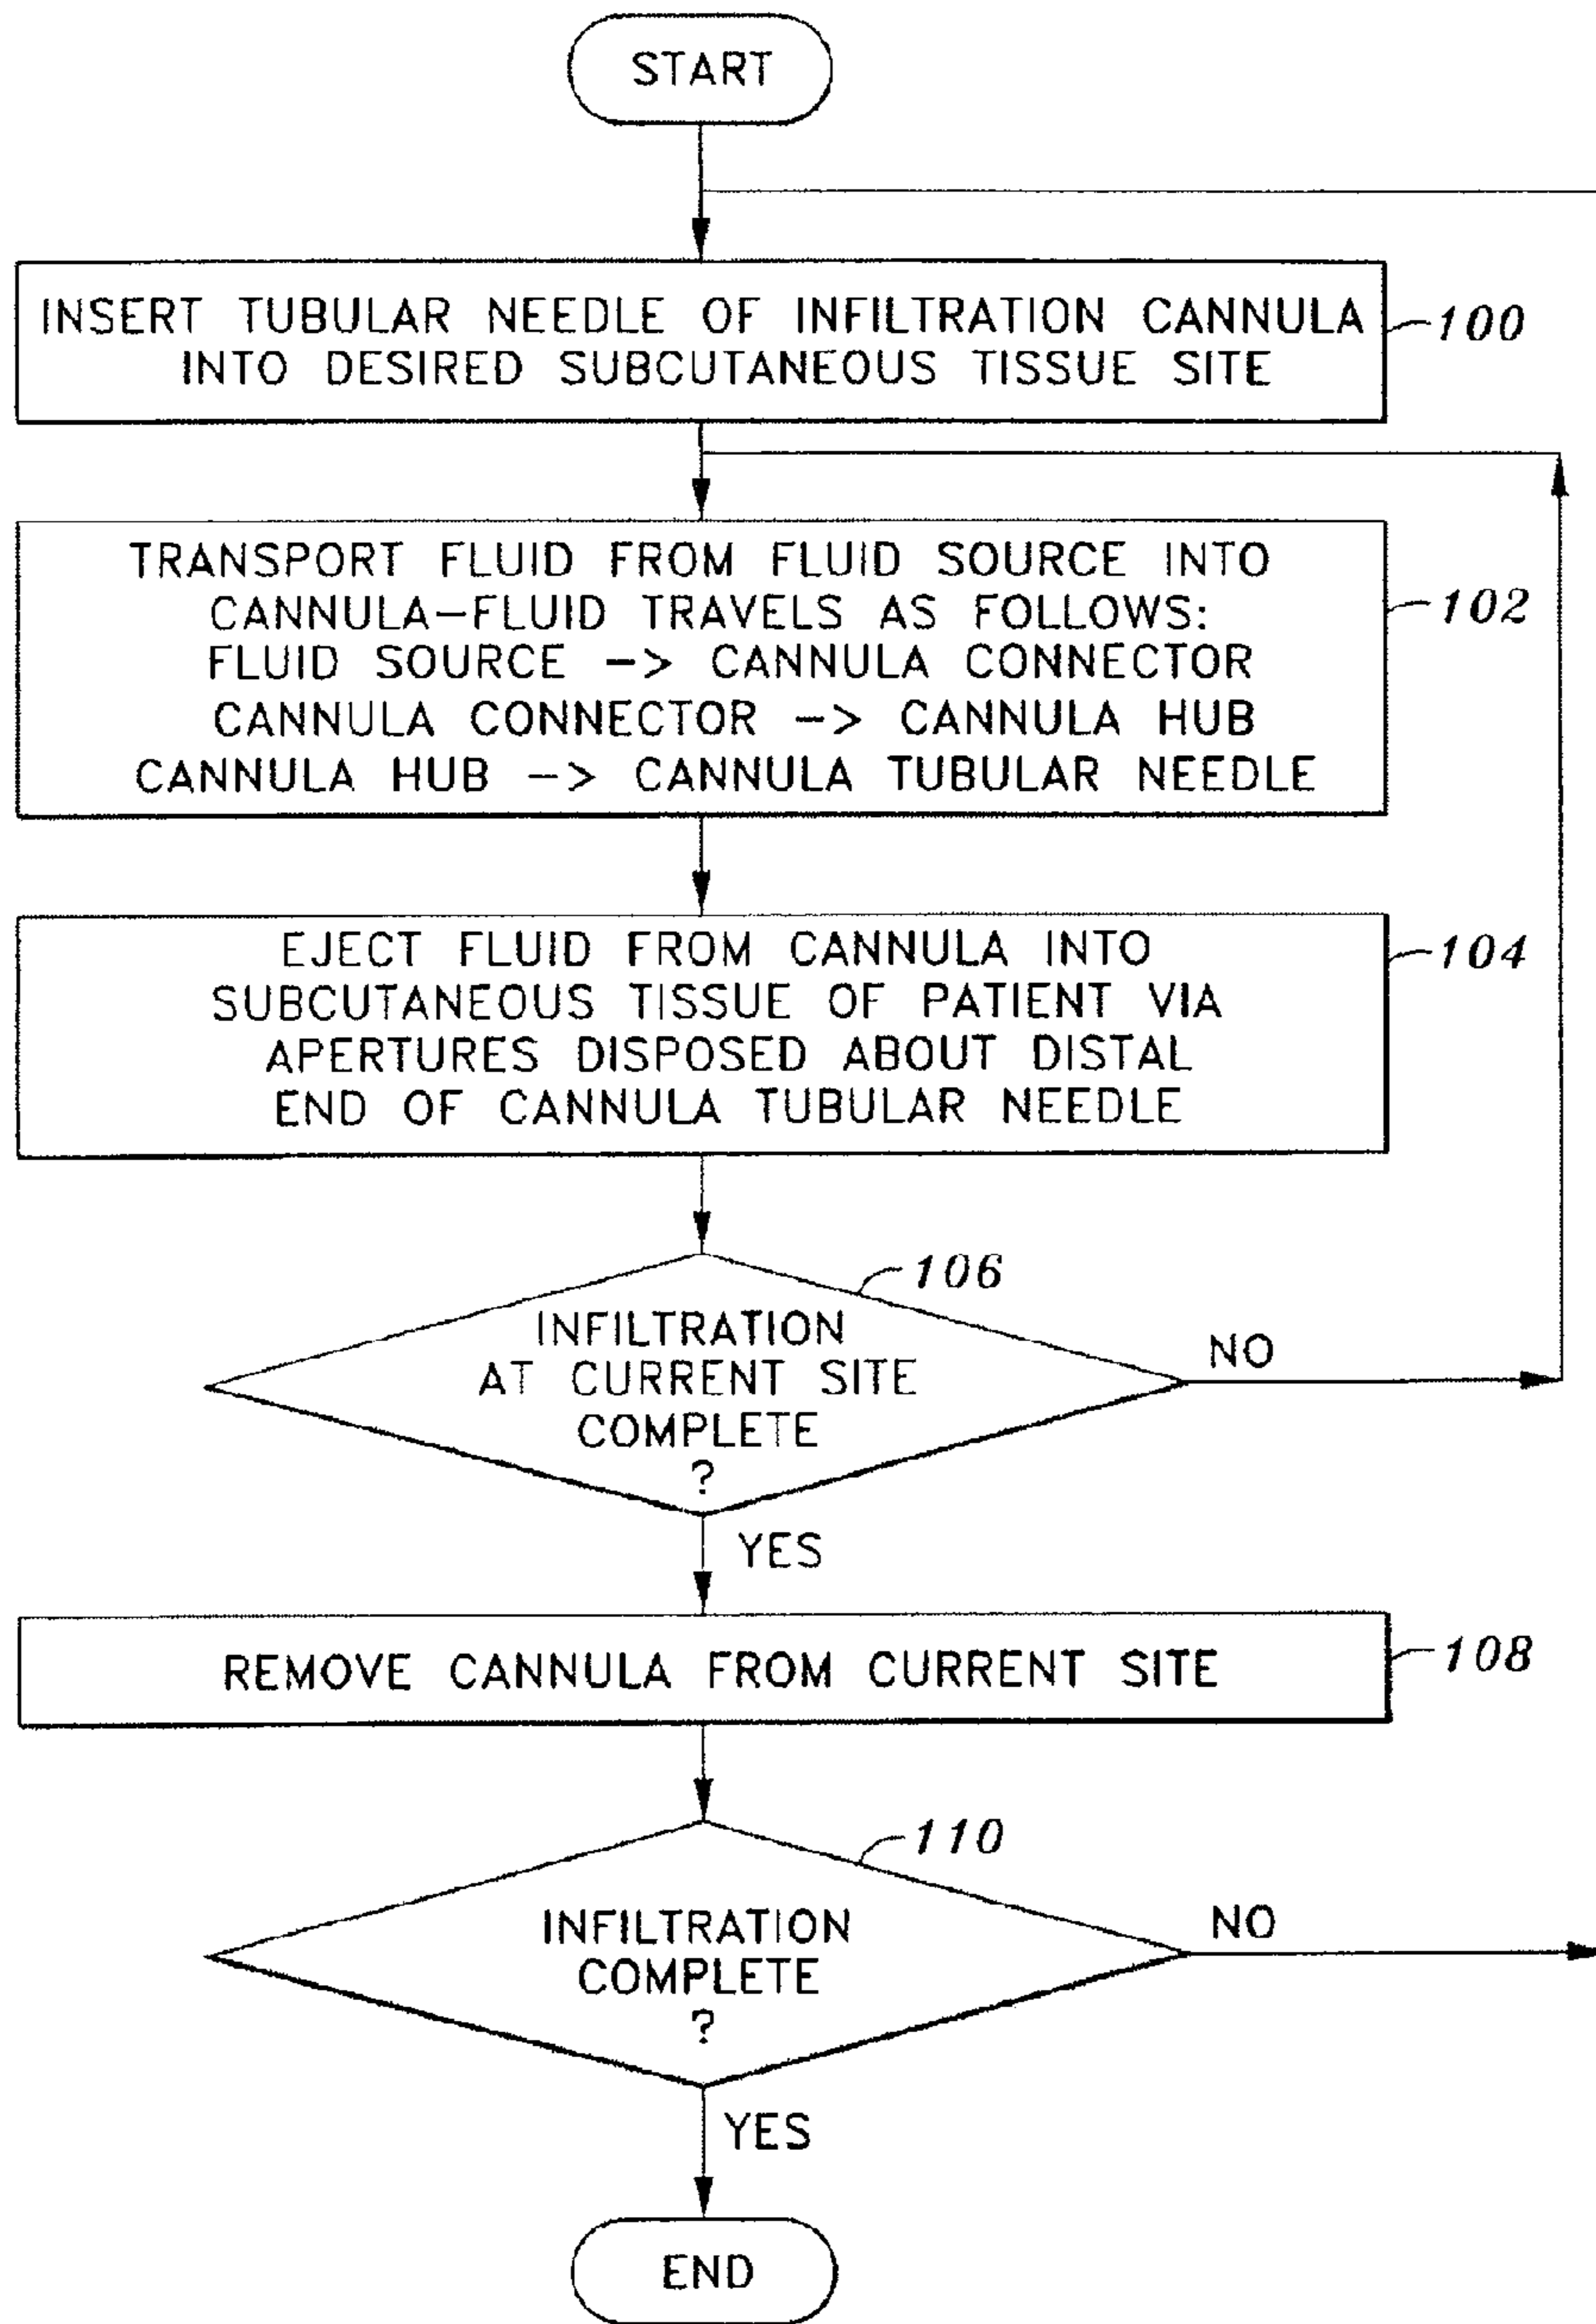 START
INSERT TUBULAR NEEDLE OF INFILTRATION CANNULA
INTO DESIRED SUBCUTANEOUS TISSUE SITE
100
TRANSPORT FLUID FROM FLUID SOURCE INTO
CANNULA-FLUID TRAVELS AS FOLLOWS:
FLUID SOURCE -> CANNULA CONNECTOR
CANNULA CONNECTOR -> CANNULA HUB
CANNULA HUB -> CANNULA TUBULAR NEEDLE
102
EJECT FLUID FROM CANNULA INTO
SUBCUTANEOUS TISSUE OF PATIENT VIA
APERTURES DISPOSED ABOUT DISTAL
END OF CANNULA TUBULAR NEEDLE
104
106
INFILTRATION
AT CURRENT SITE
COMPLETE
?
NO
YES
REMOVE CANNULA FROM CURRENT SITE
108
110
INFILTRATION
COMPLETE
?
NO
YES
END